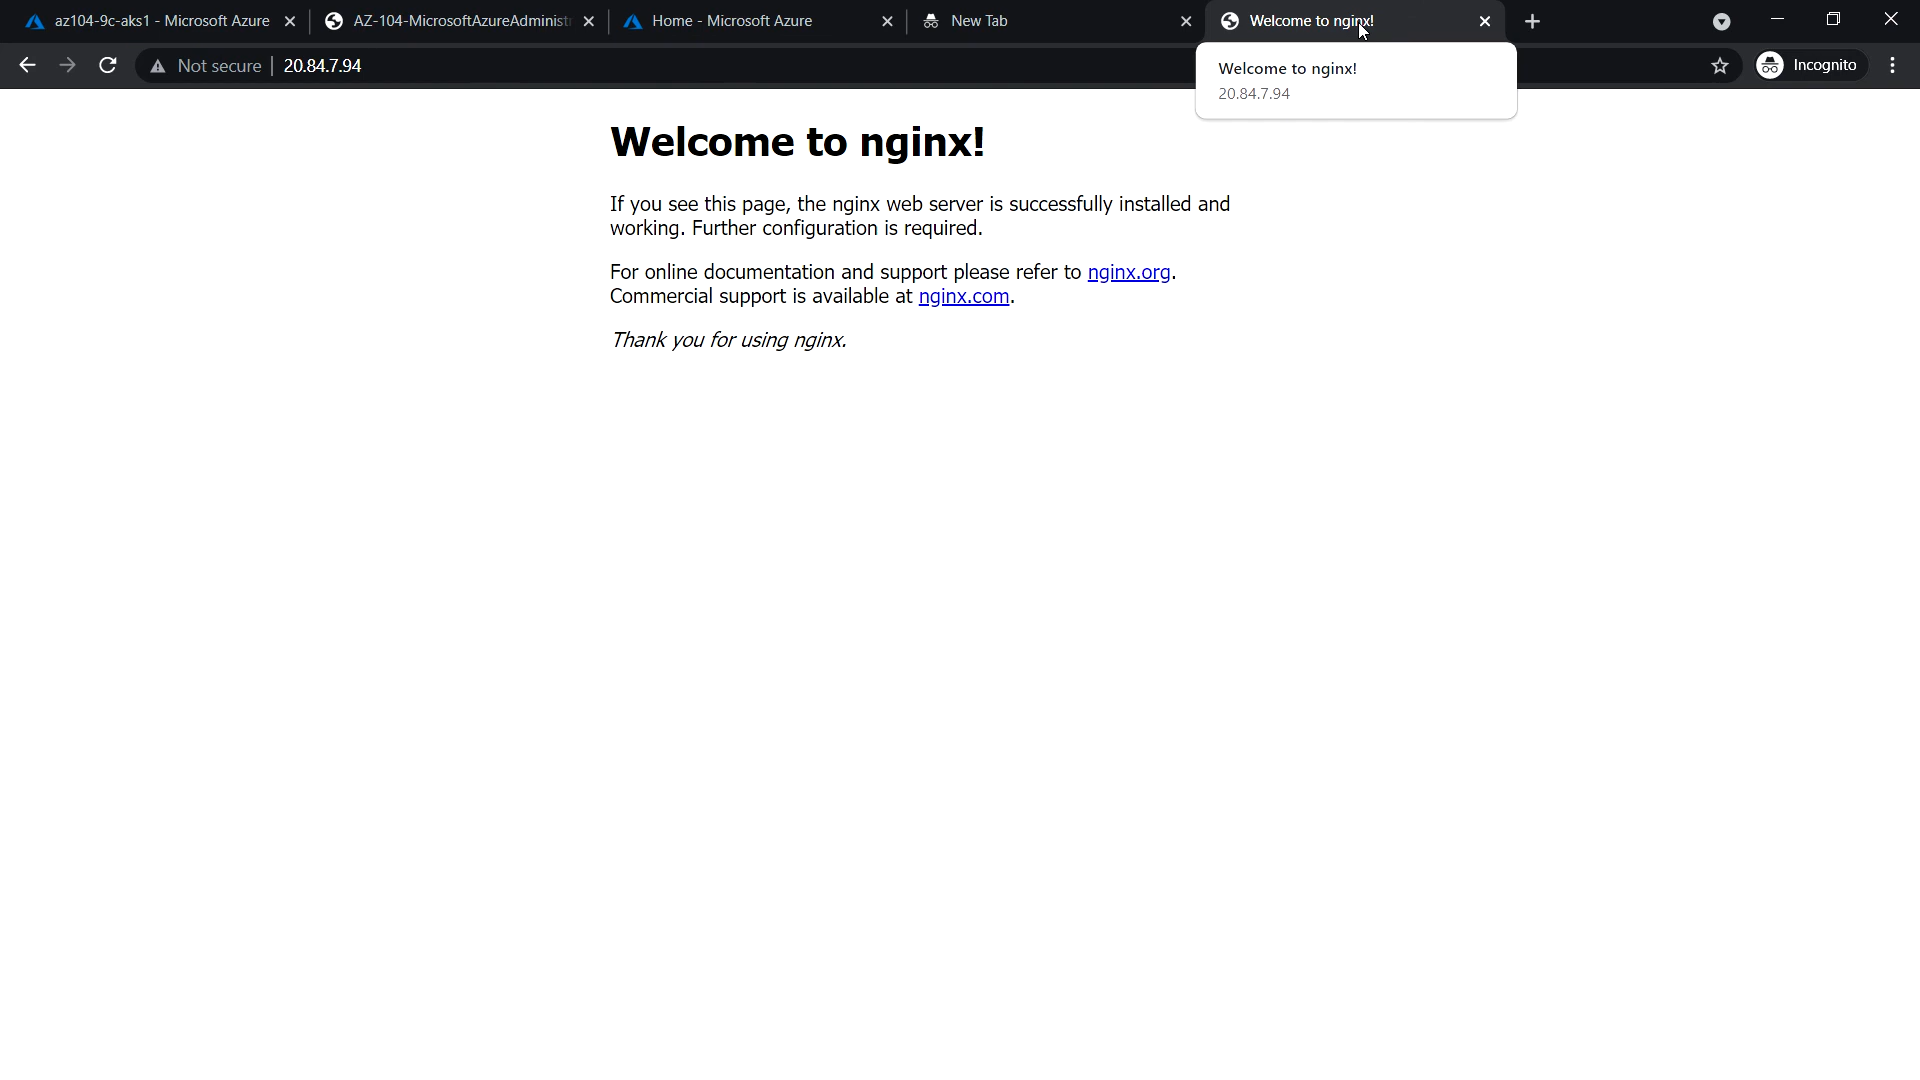 az104-9c-aks1 - Microsoft Azure
AZ-104-MicrosoftAzureAdminist
Home - Microsoft Azure
New Tab
Welcome to nginx!
Not secure
20.84.7.94
Incognito
Welcome to nginx!
20.84.7.94
Welcome to nginx!
If you see this page, the nginx web server is successfully installed and
working. Further configuration is required.
For online documentation and support please refer to nginx.org.
Commercial support is available at nginx.com.
Thank you for using nginx.